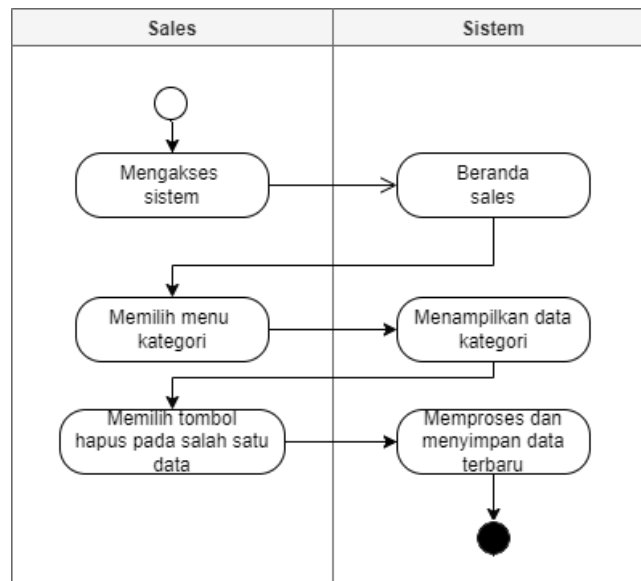 Sales
Sistem
Mengakses
sistem
Beranda
sales
Memilih menu
kategori
Menampilkan data
kategori
Memilih tombol
hapus pada salah satu
data
Memproses dan
menyimpan data
terbaru